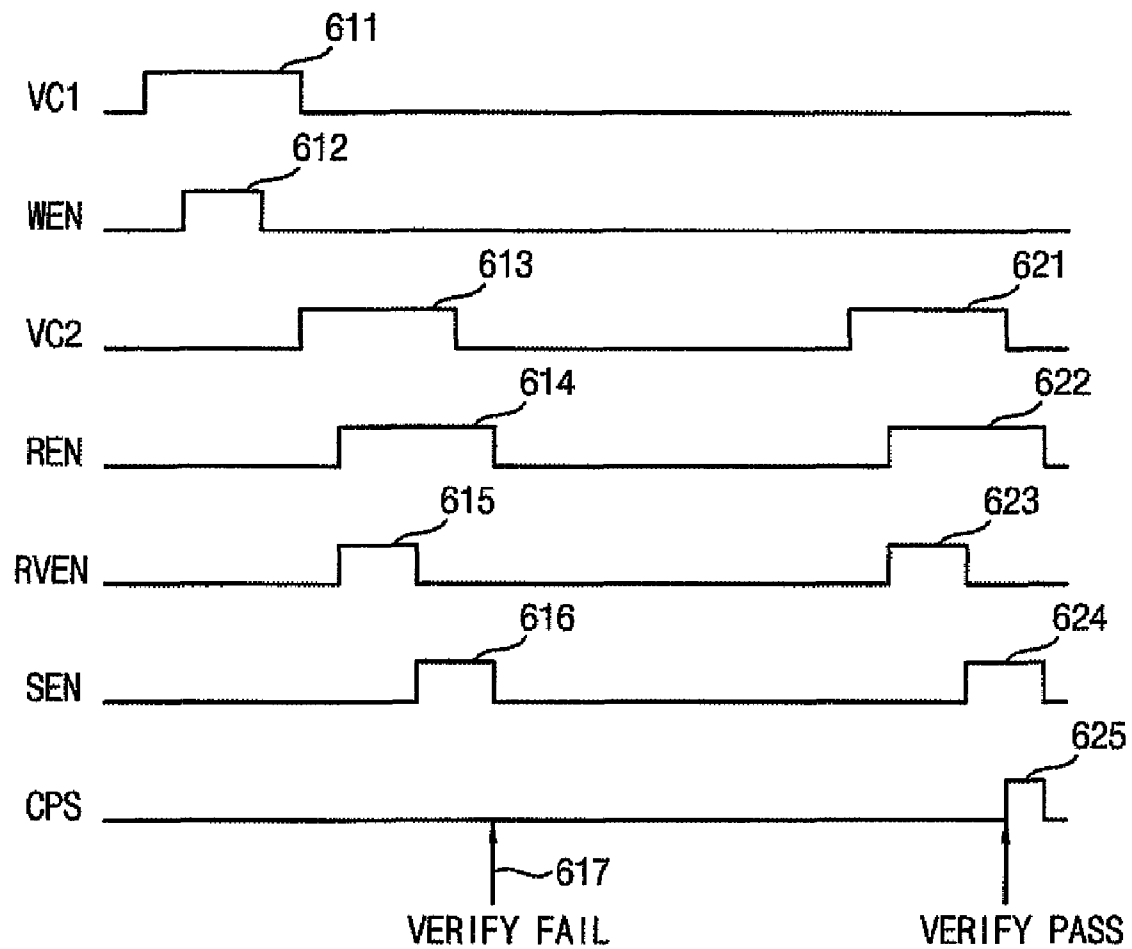 611
VC1
612
WEN
613
621
VC2
614
622
REN
615
623
RVEN
616
624
SEN
625
CPS
617
VERIFY FAIL
VERIFY PASS